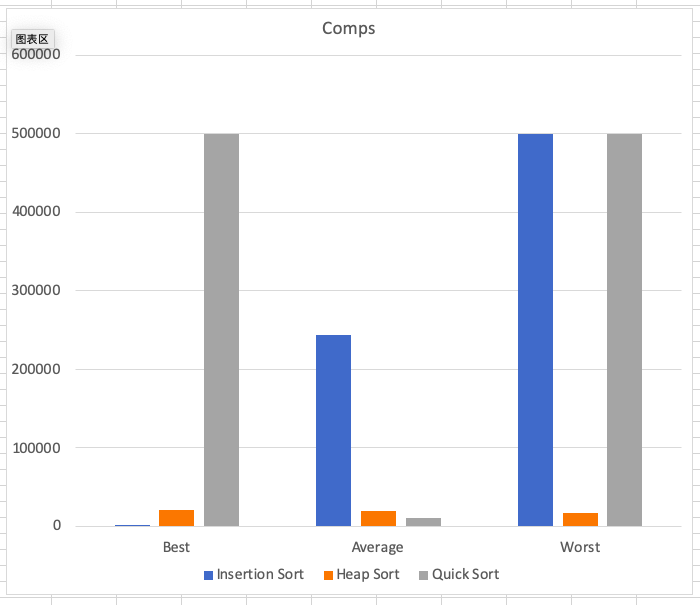 Comps
图表区
600000
500000
400000
300000
200000
100000
0
Best Average Worst
Insertion Sort Heap Sort Quick Sort